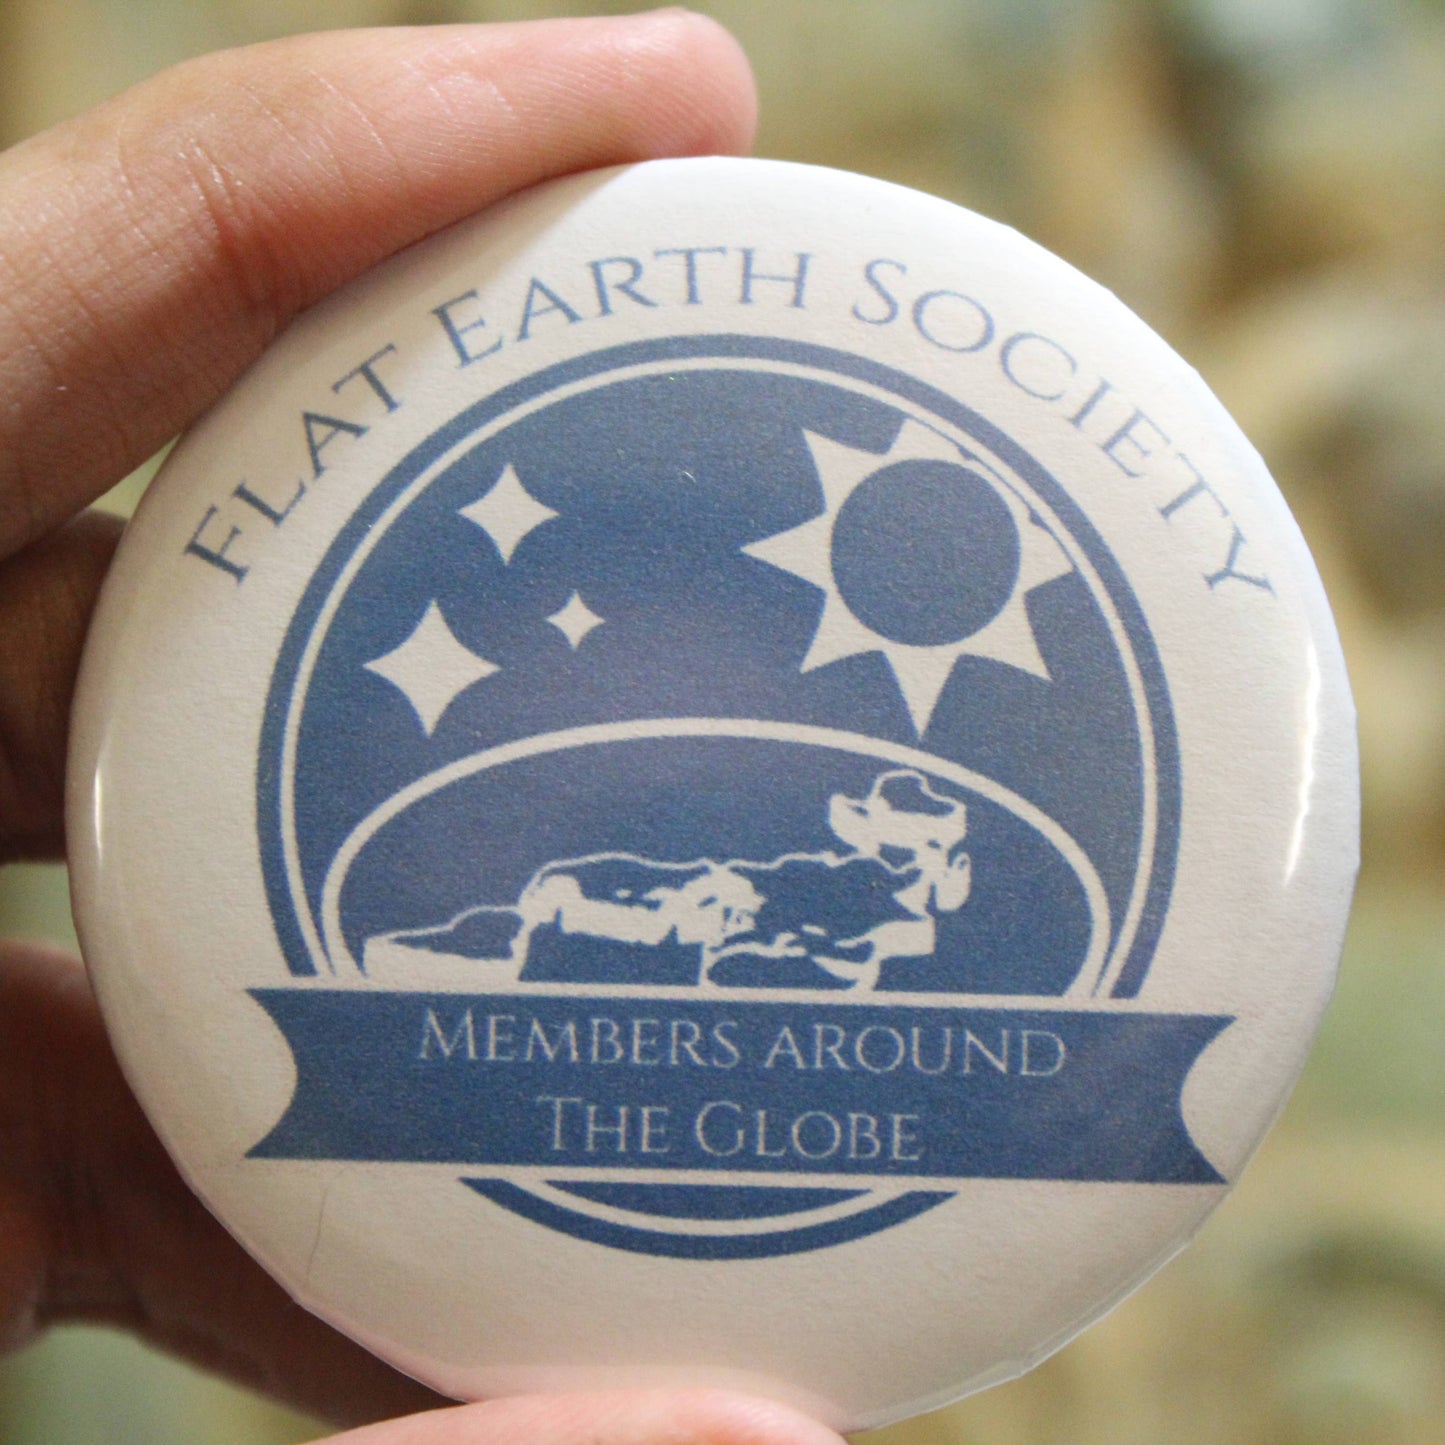 Flat Earth Society
Members around
The Globe